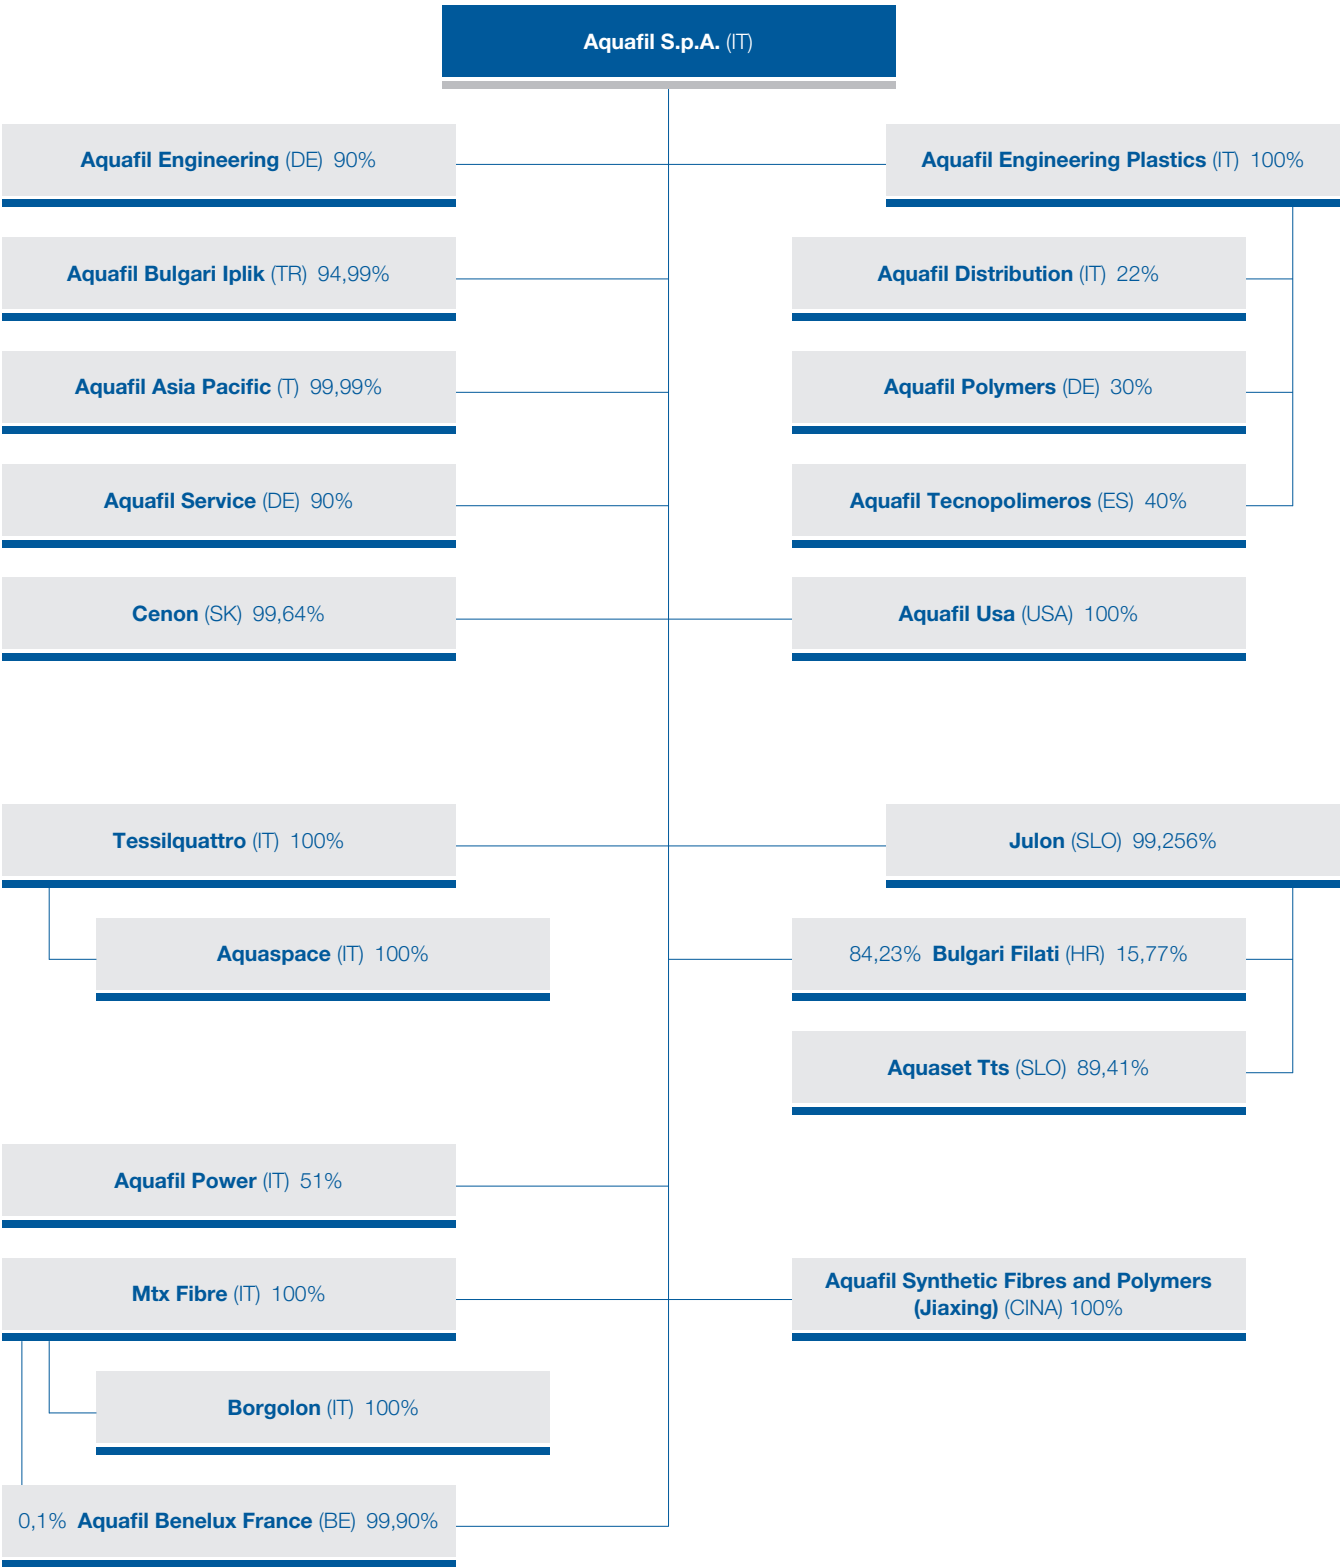 Aquafil S.p.A. (IT)
Aquafil Engineering (DE) 90%
Aquafil Engineering Plastics (IT) 100%
Aquafil Bulgari Iplik (TR) 94,99%
Aquafil Distribution (IT) 22%
Aquafil Asia Pacific (T) 99,99%
Aquafil Polymers (DE) 30%
Aquafil Service (DE) 90%
Aquafil Tecnopolimeros (ES) 40%
Cenon (SK) 99,64%
Aquafil Usa (USA) 100%
Tessilquattro (IT) 100%
Julon (SLO) 99,256%
Aquaspace (IT) 100%
84,23% Bulgari Filati (HR) 15,77%
Aquaset Tts (SLO) 89,41%
Aquafil Power (IT) 51%
Mtx Fibre (IT) 100%
Aquafil Synthetic Fibres and Polymers
(Jiaxing) (CINA) 100%
Borgolon (IT) 100%
0,1% Aquafil Benelux France (BE) 99,90%